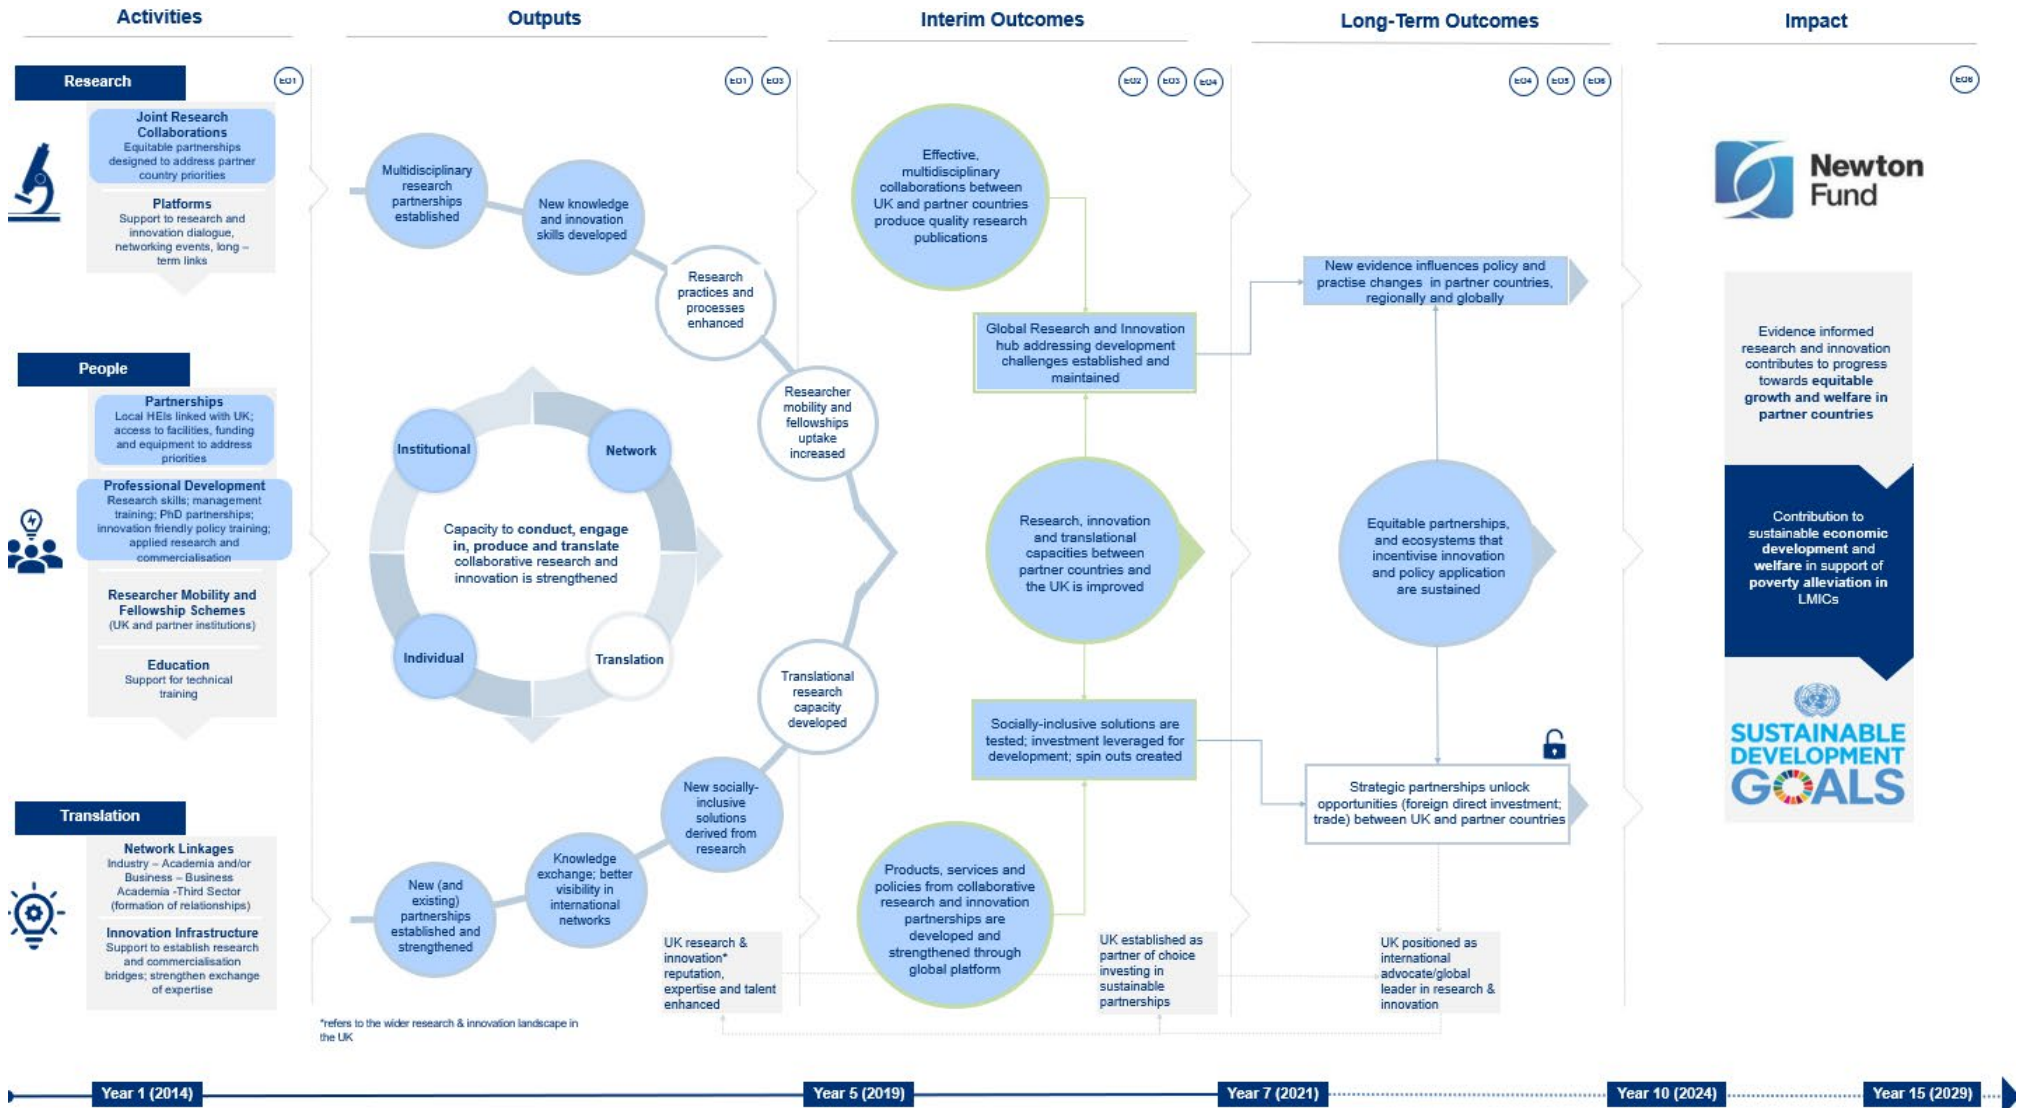 Activities
Outputs
Interim Outcomes
Long-Term Outcomes
Impact
EO1
EO1
EO3
EO2
EO3
EO4
EO4
EO5
EO6
EO6
Research
Joint Research
Collaborations
Equitable partnerships
designed to address partner
country priorities
Platforms
Support to research and
innovation dialogue,
networking events, long –
term links
People
Partnerships
Local HEIs linked with UK;
access to facilities, funding
and equipment to address
priorities
Professional Development
Research skills; management
training; PhD partnerships;
innovation friendly policy training;
applied research and
commercialisation
Researcher Mobility and
Fellowship Schemes
(UK and partner institutions)
Education
Support for technical
training
Translation
Network Linkages
Industry – Academia and/or
Business – Business
Academia -Third Sector
(formation of relationships)
Innovation Infrastructure
Support to establish research
and commercialisation
bridges; strengthen exchange
of expertise
Multidisciplinary
research
partnerships
established
New knowledge
and innovation
skills developed
Research
practices and
processes
enhanced
Researcher
mobility and
fellowships
uptake
increased
Institutional
Network
Capacity to conduct, engage
in, produce and translate
collaborative research and
innovation is strengthened
Individual
Translation
Translational
research
capacity
developed
New socially-
inclusive
solutions
derived from
research
Knowledge
exchange; better
visibility in
international
networks
New (and
existing)
partnerships
established and
strengthened
UK research &
innovation*
reputation,
expertise and talent
enhanced
*refers to the wider research & innovation landscape in
the UK
Effective,
multidisciplinary
collaborations between
UK and partner countries
produce quality research
publications
Global Research and Innovation
hub addressing development
challenges established and
maintained
Research, innovation
and translational
capacities between
partner countries and
the UK is improved
Socially-inclusive solutions are
tested; investment leveraged for
development; spin outs created
Products, services and
policies from collaborative
research and innovation
partnerships are
developed and
strengthened through
global platform
UK established as
partner of choice
investing in
sustainable
partnerships
New evidence influences policy and
practise changes in partner countries,
regionally and globally
Equitable partnerships,
and ecosystems that
incentivise innovation
and policy application
are sustained
Strategic partnerships unlock
opportunities (foreign direct investment;
trade) between UK and partner countries
UK positioned as
international
advocate/global
leader in research &
innovation
Newton
Fund
Evidence informed
research and innovation
contributes to progress
towards equitable
growth and welfare in
partner countries
Contribution to
sustainable economic
development and
welfare in support of
poverty alleviation in
LMICs
SUSTAINABLE
DEVELOPMENT
GOALS
Year 1 (2014)
Year 5 (2019)
Year 7 (2021)
Year 10 (2024)
Year 15 (2029)